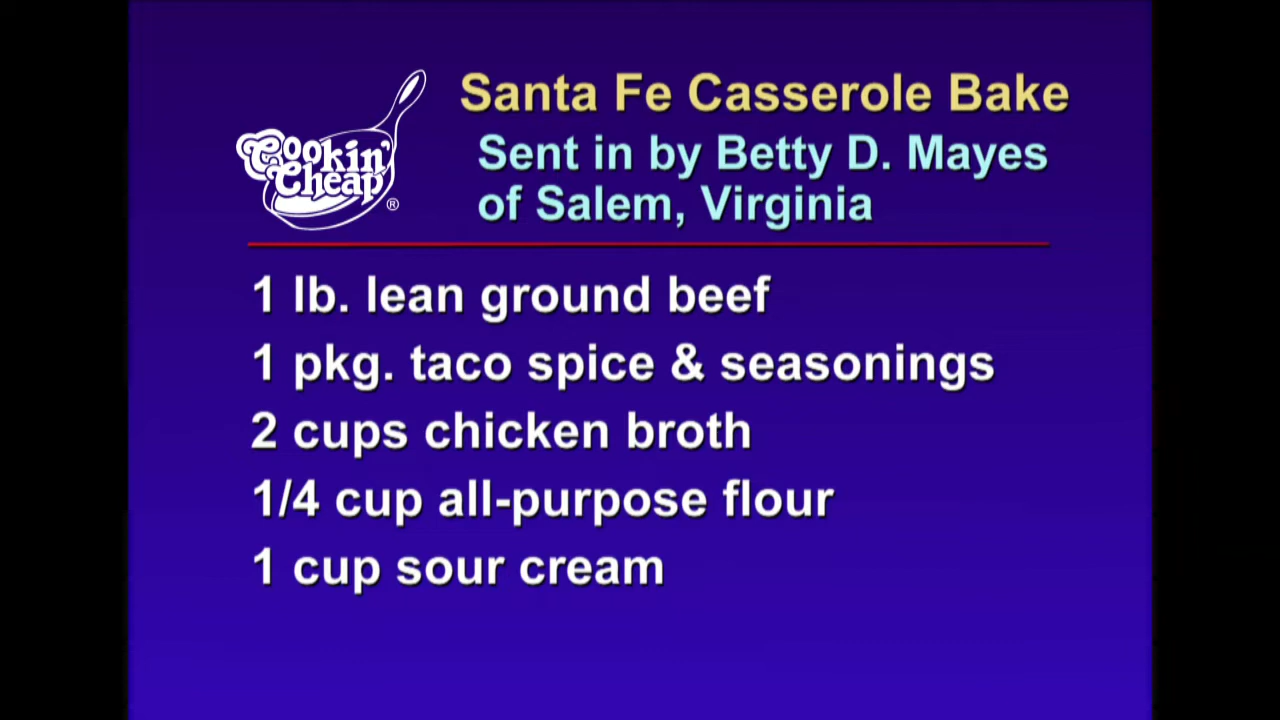 Cookin'
Cheap
®
Santa Fe Casserole Bake
Sent in by Betty D. Mayes
of Salem, Virginia
1 lb. lean ground beef
1 pkg. taco spice & seasonings
2 cups chicken broth
1/4 cup all-purpose flour
1 cup sour cream